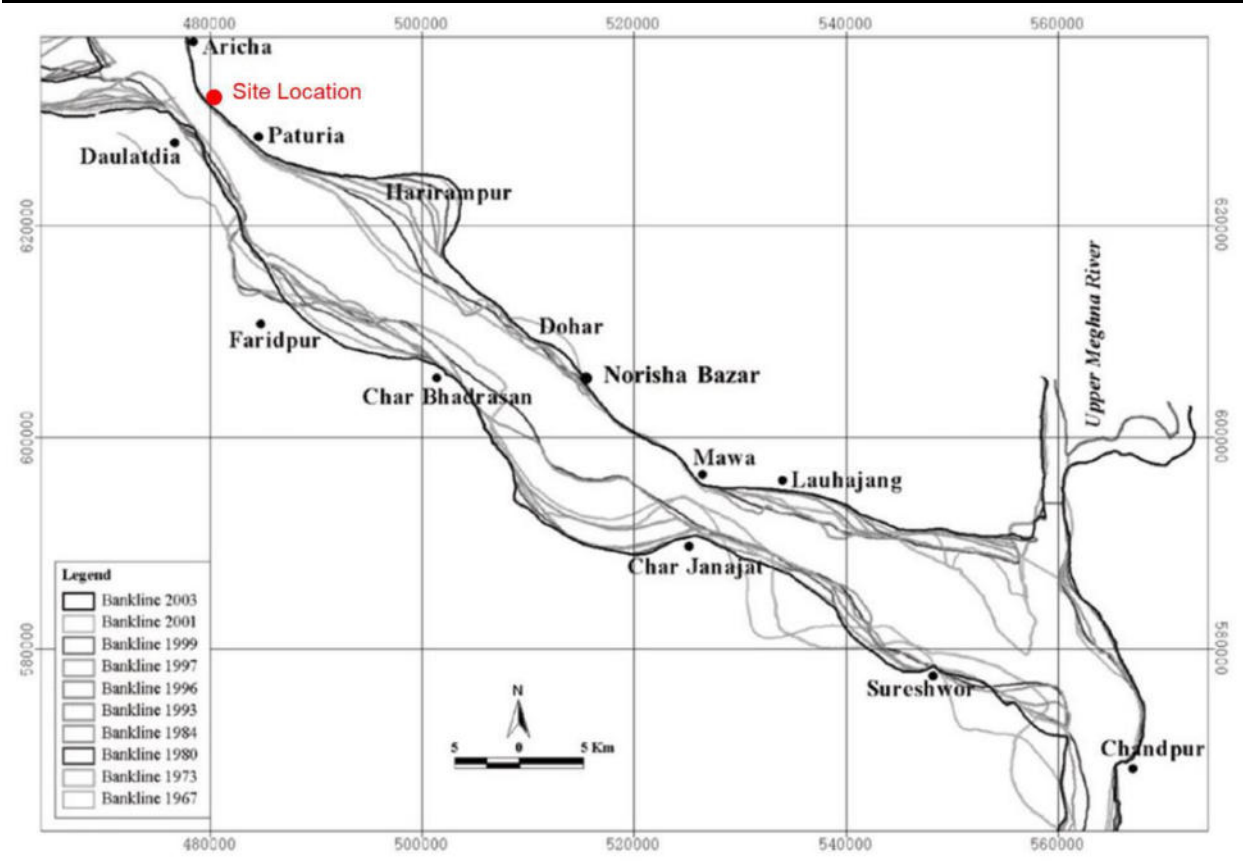 480000 500000 520000 540000 560000
Aricha
Site Location
Paturia
Daulatdia
Harirampur
620000
620000
Upper Meghna River
Dohar
Faridpur
Norisha Bazar
Char Bhadrasan
600000
600000
Mawa
Lauhajang
Char Janajat
Legend
Bankline 2003
Bankline 2001
Bankline 1999
Bankline 1997
Bankline 1996
Bankline 1993
Bankline 1984
Bankline 1980
Bankline 1973
Bankline 1967
580000
580000
Sureshwor
N
5 0 5 Km
Chandpur
480000 500000 520000 540000 560000